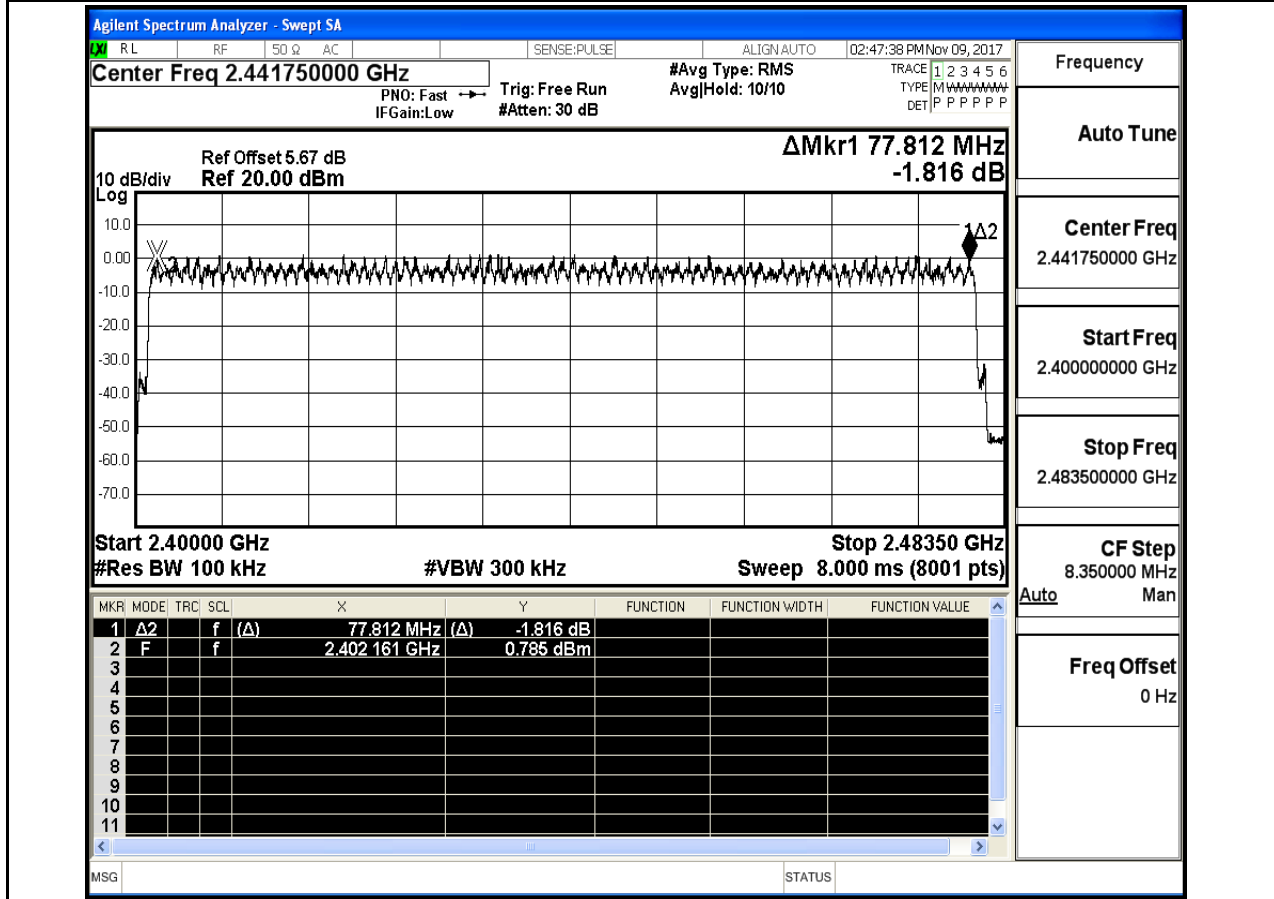 Agilent Spectrum Analyzer - Swept SA
LXI RL RF 50 Ω AC SENSE:PULSE ALIGN AUTO 02:47:38 PM Nov 09, 2017
Center Freq 2.441750000 GHz
PNO: Fast
IFGain:Low
Trig: Free Run
#Atten: 30 dB
#Avg Type: RMS
Avg|Hold: 10/10
TRACE 1 2 3 4 5 6
TYPE M WWWWW
DET P P P P P P
ΔMkr1 77.812 MHz
-1.816 dB
Ref Offset 5.67 dB
10 dB/div Ref 20.00 dBm
Log
10.0
0.00
-10.0
-20.0
-30.0
-40.0
-50.0
-60.0
-70.0
1Δ2
2
Start 2.40000 GHz Stop 2.48350 GHz
#Res BW 100 kHz #VBW 300 kHz Sweep 8.000 ms (8001 pts)
MKR MODE TRC SCL X Y FUNCTION FUNCTION WIDTH FUNCTION VALUE
1 Δ2 f (Δ) 77.812 MHz (Δ) -1.816 dB
2 F f 2.402 161 GHz 0.785 dBm
3
4
5
6
7
8
9
10
11
MSG STATUS
Frequency
Auto Tune
Center Freq
2.441750000 GHz
Start Freq
2.400000000 GHz
Stop Freq
2.483500000 GHz
CF Step
8.350000 MHz
Auto Man
Freq Offset
0 Hz